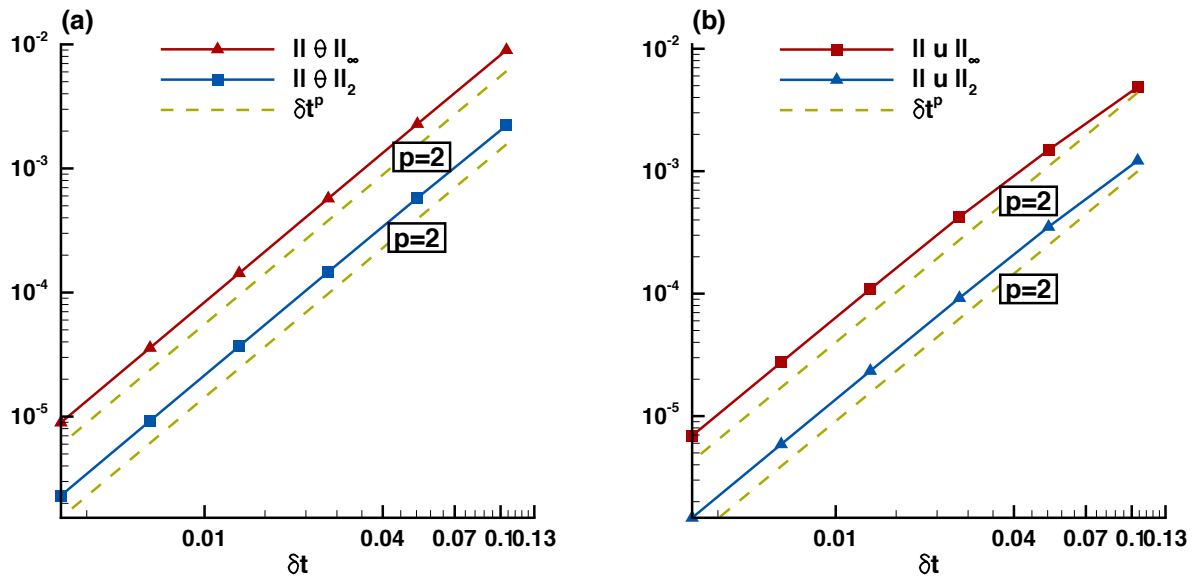 (a)
|| θ ||∞
|| θ ||2
δt^p
10^-2
10^-3
10^-4
10^-5
p=2
p=2
0.01
0.04
0.07
0.1
0.13
δt
(b)
|| u ||∞
|| u ||2
δt^p
10^-2
10^-3
10^-4
10^-5
p=2
p=2
0.01
0.04
0.07
0.1
0.13
δt